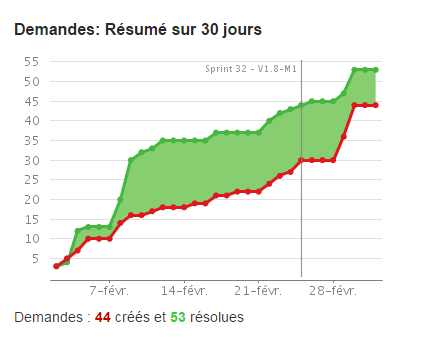 Demandes: Résumé sur 30 jours
55
Sprint 32 - V1.8-M1
50
45
40
35
30
25
20
15
10
5
7-févr. 14-févr. 21-févr. 28-févr.
Demandes : 44 créés et 53 résolues